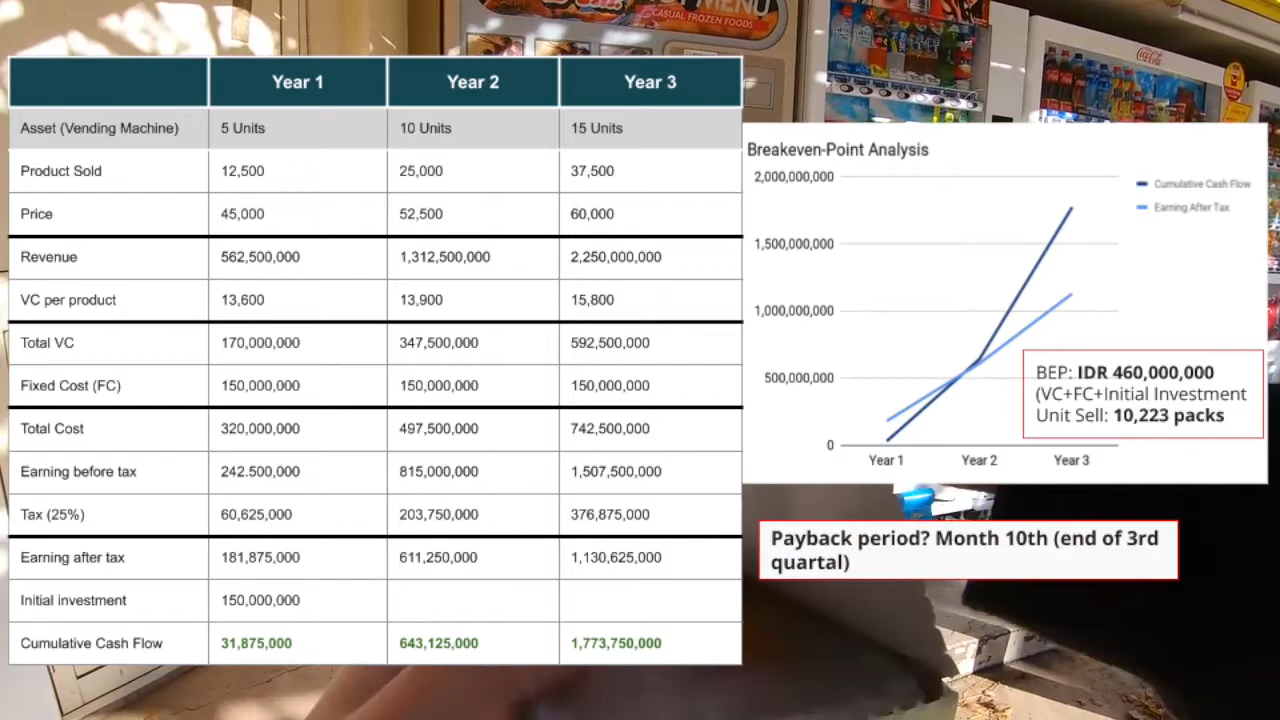 MENU
CASUAL FROZEN FOODS
Coca-Cola
Year 1 Year 2 Year 3
Asset (Vending Machine) 5 Units 10 Units 15 Units
Product Sold 12,500 25,000 37,500
Price 45,000 52,500 60,000
Revenue 562,500,000 1,312,500,000 2,250,000,000
VC per product 13,600 13,900 15,800
Total VC 170,000,000 347,500,000 592,500,000
Fixed Cost (FC) 150,000,000 150,000,000 150,000,000
Total Cost 320,000,000 497,500,000 742,500,000
Earning before tax 242.500,000 815,000,000 1,507,500,000
Tax (25%) 60,625,000 203,750,000 376,875,000
Earning after tax 181,875,000 611,250,000 1,130,625,000
Initial investment 150,000,000
Cumulative Cash Flow 31,875,000 643,125,000 1,773,750,000
Breakeven-Point Analysis
2,000,000,000
1,500,000,000
1,000,000,000
500,000,000
0
Year 1 Year 2 Year 3
Cumulative Cash Flow
Earning After Tax
BEP: IDR 460,000,000
(VC+FC+Initial Investment
Unit Sell: 10,223 packs
Payback period? Month 10th (end of 3rd
quartal)